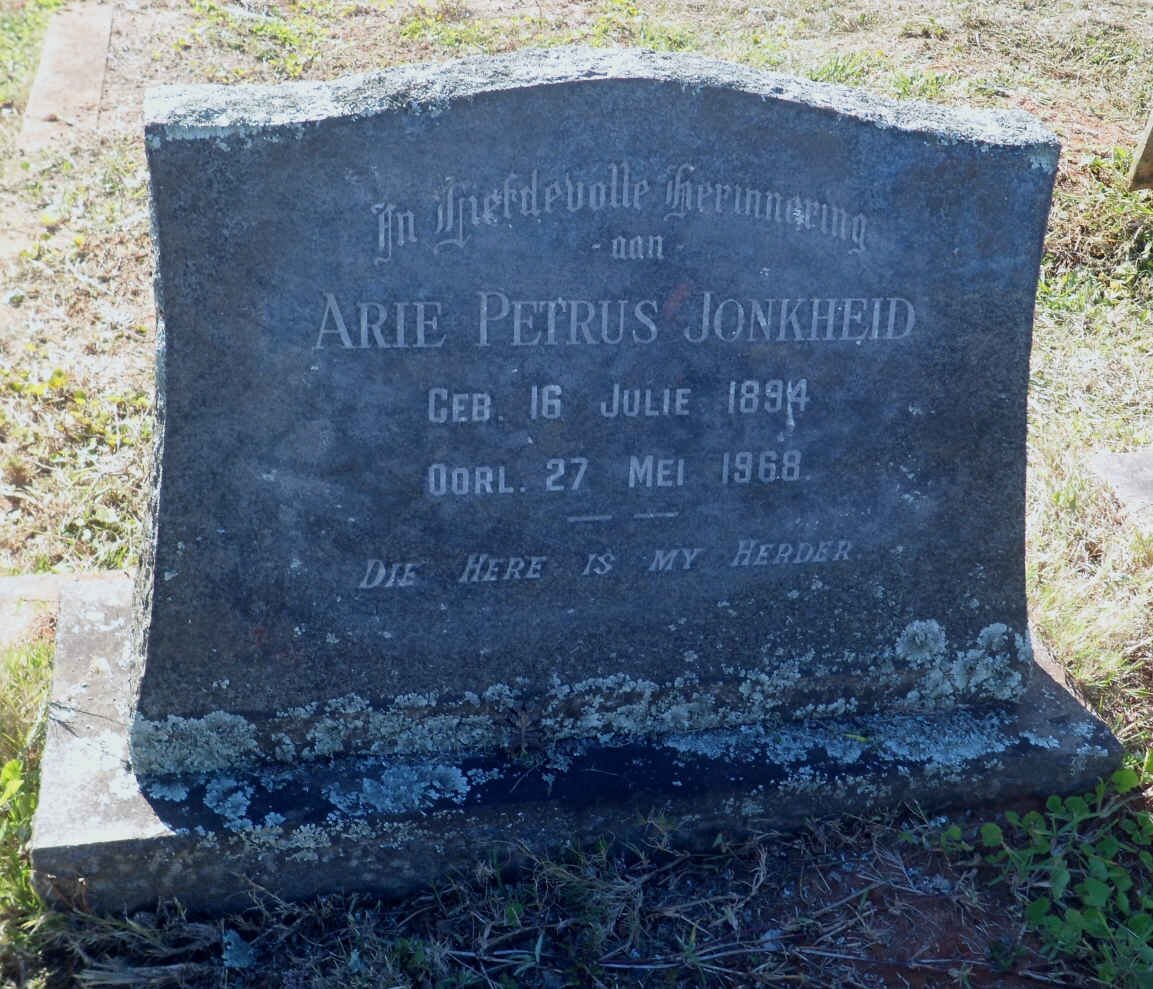 In Liefdevolle Herinnering
- aan -
ARIE PETRUS JONKHEID
GEB. 16 JULIE 1894
OORL. 27 MEI 1968.
DIE HERE IS MY HERDER